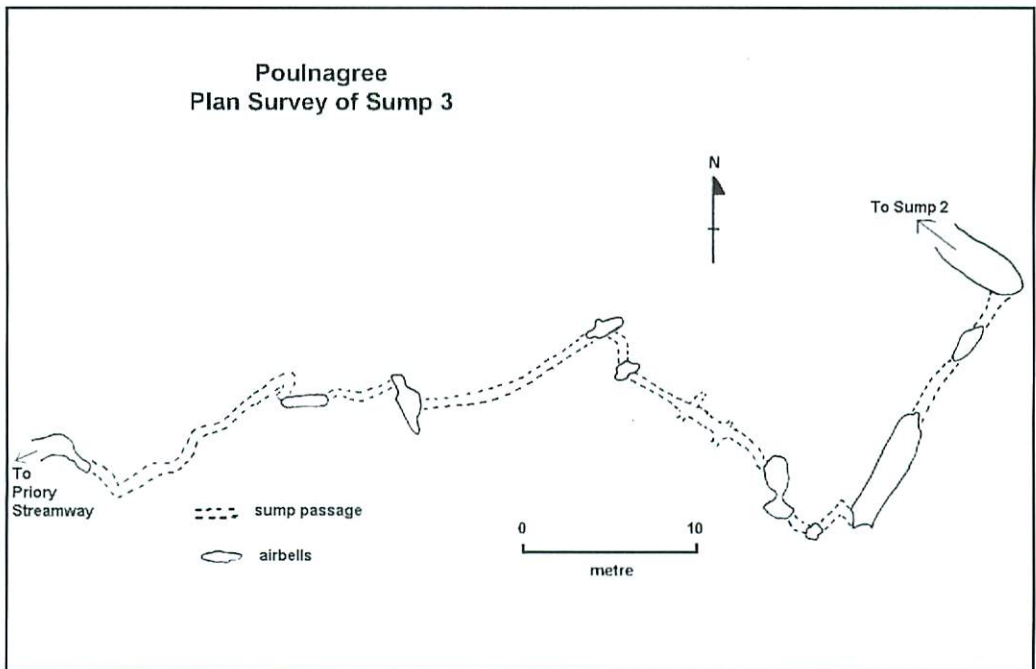 Poulnagree
Plan Survey of Sump 3
N
To Sump 2
To
Priory
Streamway
sump passage
airbells
0 10
metre